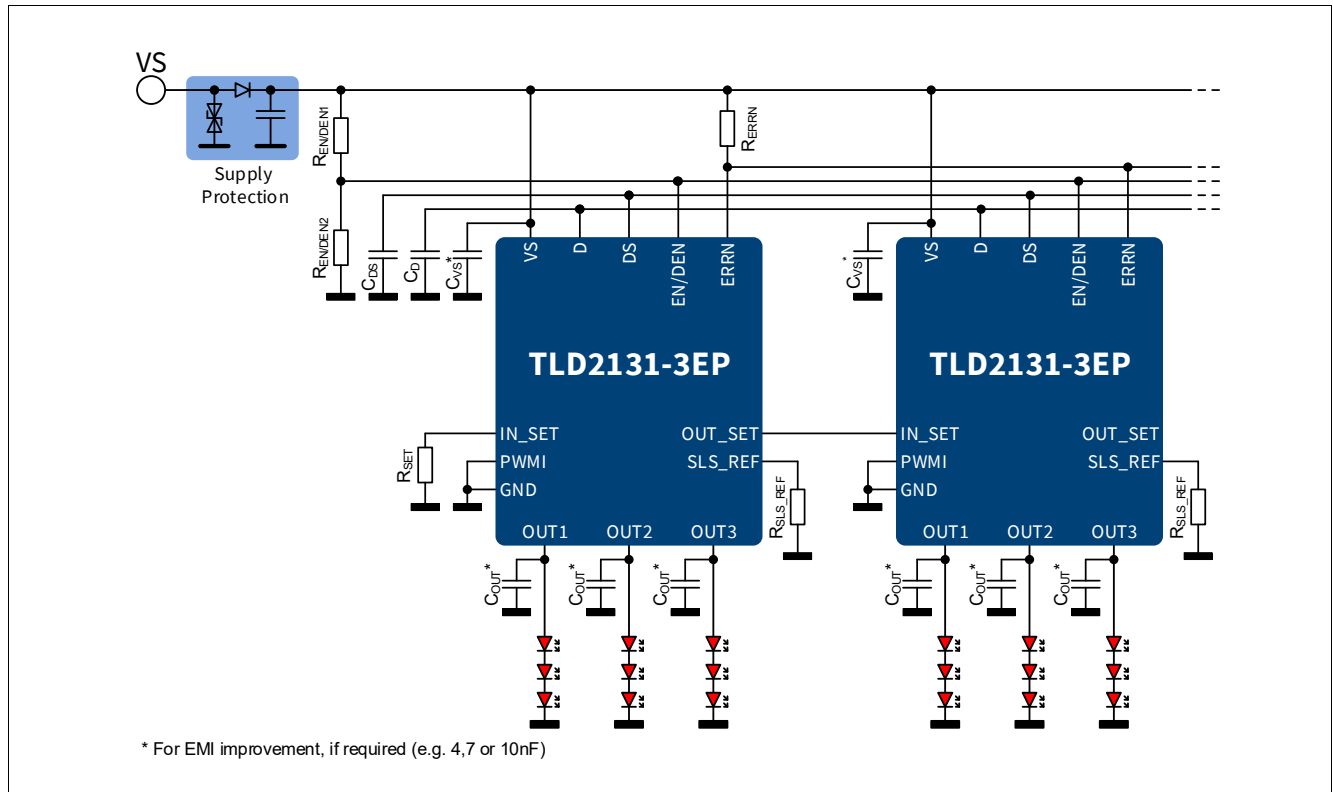 VS
Supply
Protection
REN/DEN1
REN/DEN2
RERRN
CDS
CD
CVS*
CVS*
VS
D
DS
EN/DEN
ERRN
VS
D
DS
EN/DEN
ERRN
TLD2131-3EP
TLD2131-3EP
RSET
IN_SET
OUT_SET
IN_SET
OUT_SET
PWMI
SLS_REF
PWMI
SLS_REF
GND
GND
RSLS_REF
RSLS_REF
OUT1
OUT2
OUT3
OUT1
OUT2
OUT3
COUT*
COUT*
COUT*
COUT*
COUT*
COUT*
* For EMI improvement, if required (e.g. 4,7 or 10nF)